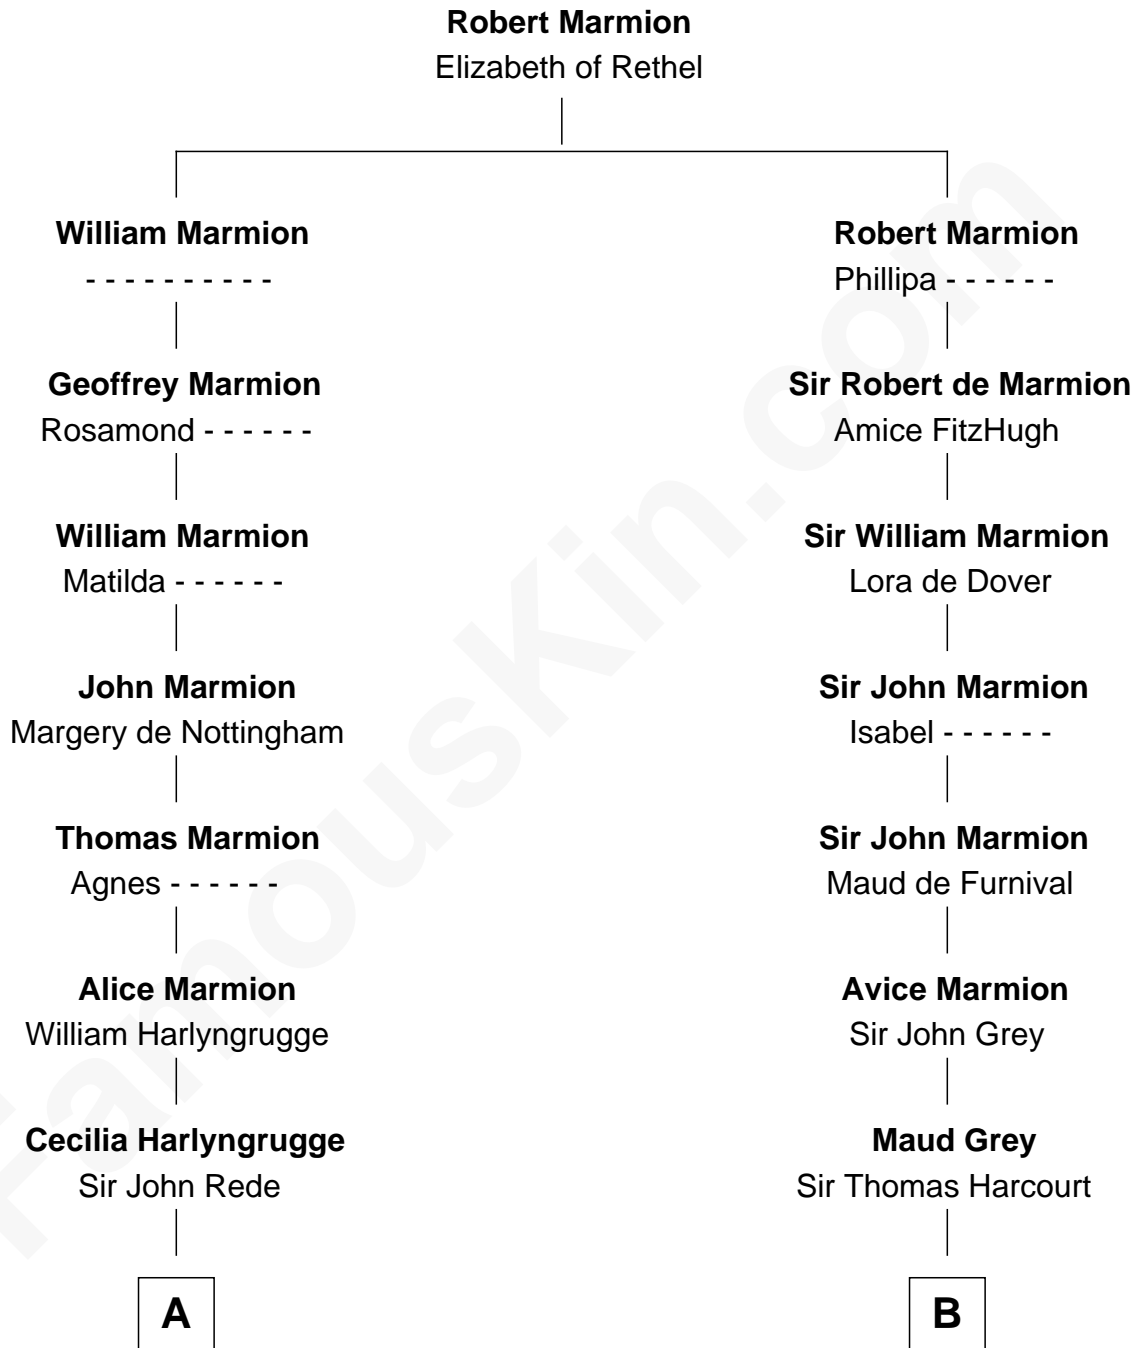 Robert Marmion
Elizabeth of Rethel
William Marmion
- - - - - - - - - -
Geoffrey Marmion
Rosamond - - - - - -
William Marmion
Matilda - - - - - -
John Marmion
Margery de Nottingham
Thomas Marmion
Agnes - - - - - -
Alice Marmion
William Harlyngrugge
Cecilia Harlyngrugge
Sir John Rede
A
Robert Marmion
Phillipa - - - - - -
Sir Robert de Marmion
Amice FitzHugh
Sir William Marmion
Lora de Dover
Sir John Marmion
Isabel - - - - - -
Sir John Marmion
Maud de Furnival
Avice Marmion
Sir John Grey
Maud Grey
Sir Thomas Harcourt
B
FamousKin.com